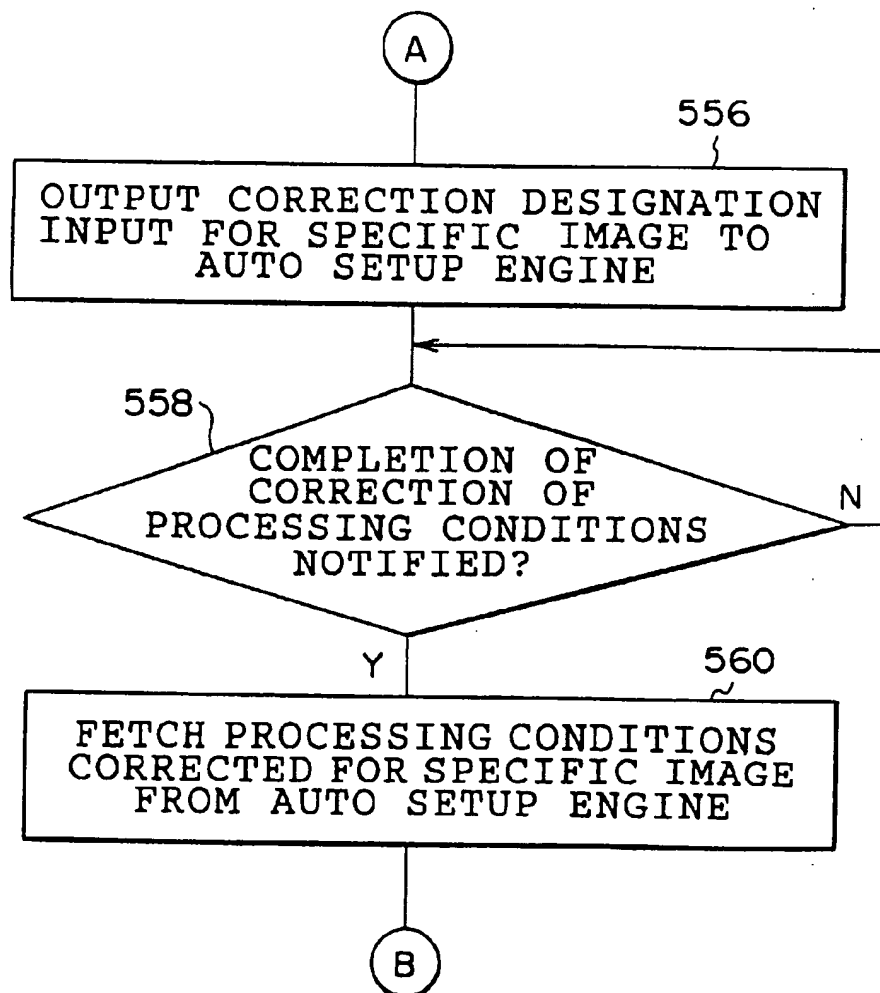 A
556
OUTPUT CORRECTION DESIGNATION
INPUT FOR SPECIFIC IMAGE TO
AUTO SETUP ENGINE
558
COMPLETION OF
CORRECTION OF
PROCESSING CONDITIONS
NOTIFIED?
N
Y
560
FETCH PROCESSING CONDITIONS
CORRECTED FOR SPECIFIC IMAGE
FROM AUTO SETUP ENGINE
B